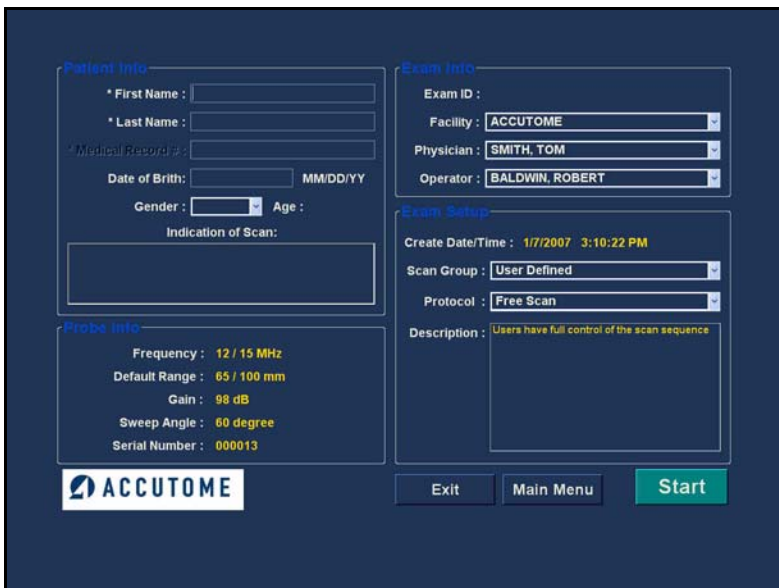 Patient Info
* First Name :
* Last Name :
* Medical Record # :
Date of Brith: MM/DD/YY
Gender : Age :
Indication of Scan:
Probe Info
Frequency : 12 / 15 MHz
Default Range : 65 / 100 mm
Gain : 98 dB
Sweep Angle : 60 degree
Serial Number : 000013
ACCUTOME
Exam Info
Exam ID :
Facility : ACCUTOME
Physician : SMITH, TOM
Operator : BALDWIN, ROBERT
Exam Setup
Create Date/Time : 1/7/2007 3:10:22 PM
Scan Group : User Defined
Protocol : Free Scan
Description : Users have full control of the scan sequence
Exit Main Menu Start